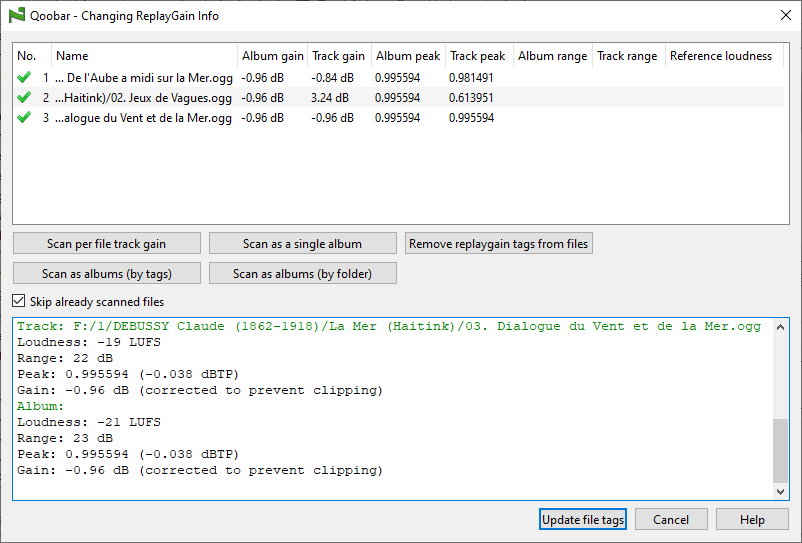 Qoobar - Changing ReplayGain Info
No. Name Album gain Track gain Album peak Track peak Album range Track range Reference loudness
1 ... De l'Aube a midi sur la Mer.ogg -0.96 dB -0.84 dB 0.995594 0.981491
2 ...Haitink)/02. Jeux de Vagues.ogg -0.96 dB 3.24 dB 0.995594 0.613951
3 ...alogue du Vent et de la Mer.ogg -0.96 dB -0.96 dB 0.995594 0.995594
Scan per file track gain Scan as a single album Remove replaygain tags from files
Scan as albums (by tags) Scan as albums (by folder)
Skip already scanned files
Track: F:/1/DEBUSSY Claude (1862-1918)/La Mer (Haitink)/03. Dialogue du Vent et de la Mer.ogg
Loudness: -19 LUFS
Range: 22 dB
Peak: 0.995594 (-0.038 dBTP)
Gain: -0.96 dB (corrected to prevent clipping)
Album:
Loudness: -21 LUFS
Range: 23 dB
Peak: 0.995594 (-0.038 dBTP)
Gain: -0.96 dB (corrected to prevent clipping)
Update file tags Cancel Help